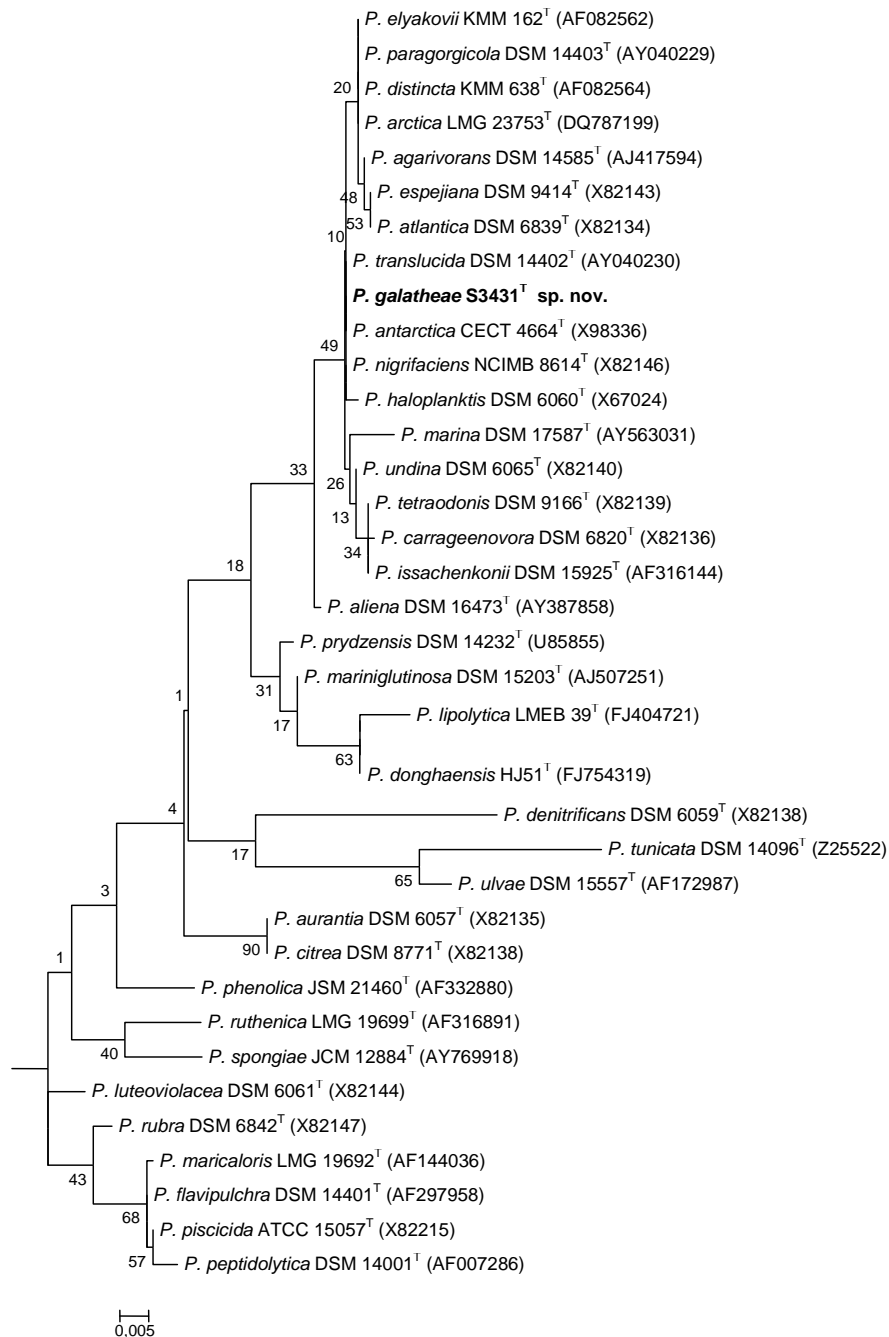 P. elyakovii KMM 162ᵀ (AF082562)
P. paragorgicola DSM 14403ᵀ (AY040229)
P. distincta KMM 638ᵀ (AF082564)
20
P. arctica LMG 23753ᵀ (DQ787199)
P. agarivorans DSM 14585ᵀ (AJ417594)
P. espejiana DSM 9414ᵀ (X82143)
48
P. atlantica DSM 6839ᵀ (X82134)
53
10
P. translucida DSM 14402ᵀ (AY040230)
P. galatheae S3431ᵀ sp. nov.
P. antarctica CECT 4664ᵀ (X98336)
49
P. nigrifaciens NCIMB 8614ᵀ (X82146)
P. haloplanktis DSM 6060ᵀ (X67024)
P. marina DSM 17587ᵀ (AY563031)
33
P. undina DSM 6065ᵀ (X82140)
26
P. tetraodonis DSM 9166ᵀ (X82139)
13
P. carrageenovora DSM 6820ᵀ (X82136)
34
P. issachenkonii DSM 15925ᵀ (AF316144)
18
P. aliena DSM 16473ᵀ (AY387858)
P. prydzensis DSM 14232ᵀ (U85855)
P. mariniglutinosa DSM 15203ᵀ (AJ507251)
31
1
17
P. lipolytica LMEB 39ᵀ (FJ404721)
63
P. donghaensis HJ51ᵀ (FJ754319)
4
P. denitrificans DSM 6059ᵀ (X82138)
P. tunicata DSM 14096ᵀ (Z25522)
17
65
P. ulvae DSM 15557ᵀ (AF172987)
3
P. aurantia DSM 6057ᵀ (X82135)
90
P. citrea DSM 8771ᵀ (X82138)
1
P. phenolica JSM 21460ᵀ (AF332880)
P. ruthenica LMG 19699ᵀ (AF316891)
40
P. spongiae JCM 12884ᵀ (AY769918)
P. luteoviolacea DSM 6061ᵀ (X82144)
P. rubra DSM 6842ᵀ (X82147)
P. maricaloris LMG 19692ᵀ (AF144036)
43
P. flavipulchra DSM 14401ᵀ (AF297958)
68
P. piscicida ATCC 15057ᵀ (X82215)
57
P. peptidolytica DSM 14001ᵀ (AF007286)
0,005